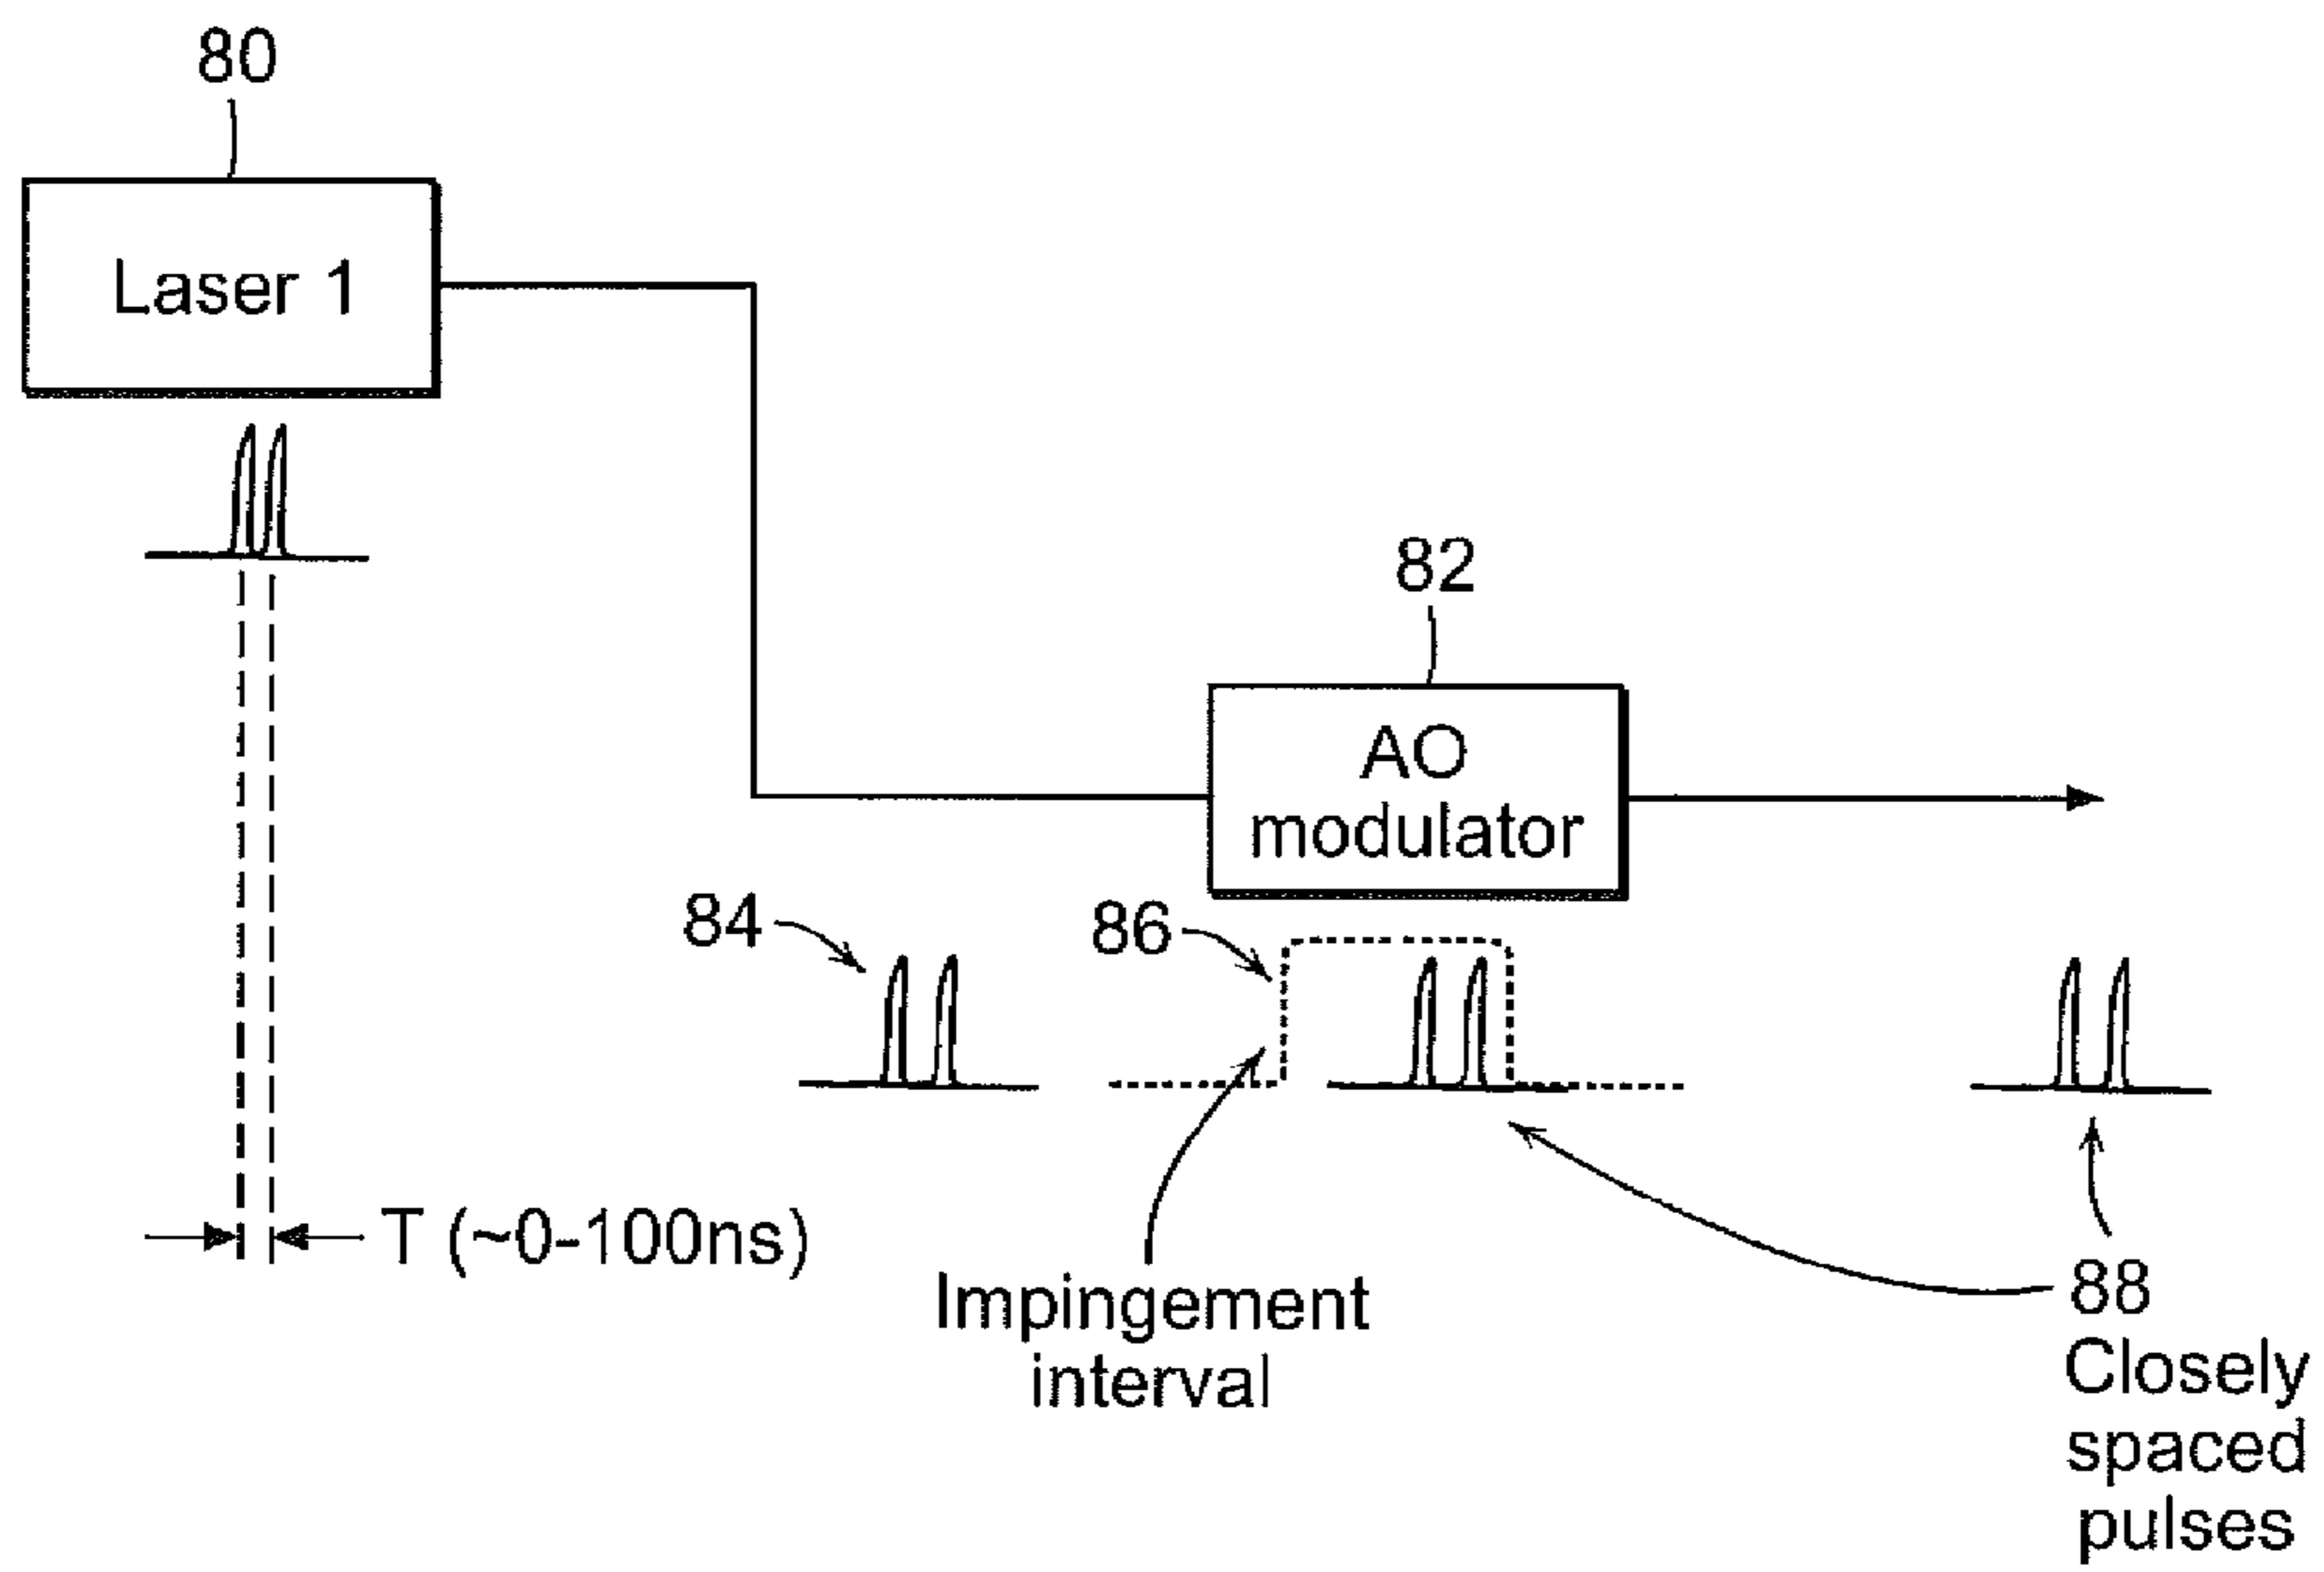 80
Laser 1
82
AO
modulator
84
86
T (~0-100ns)
Impingement
interval
88
Closely
spaced
pulses